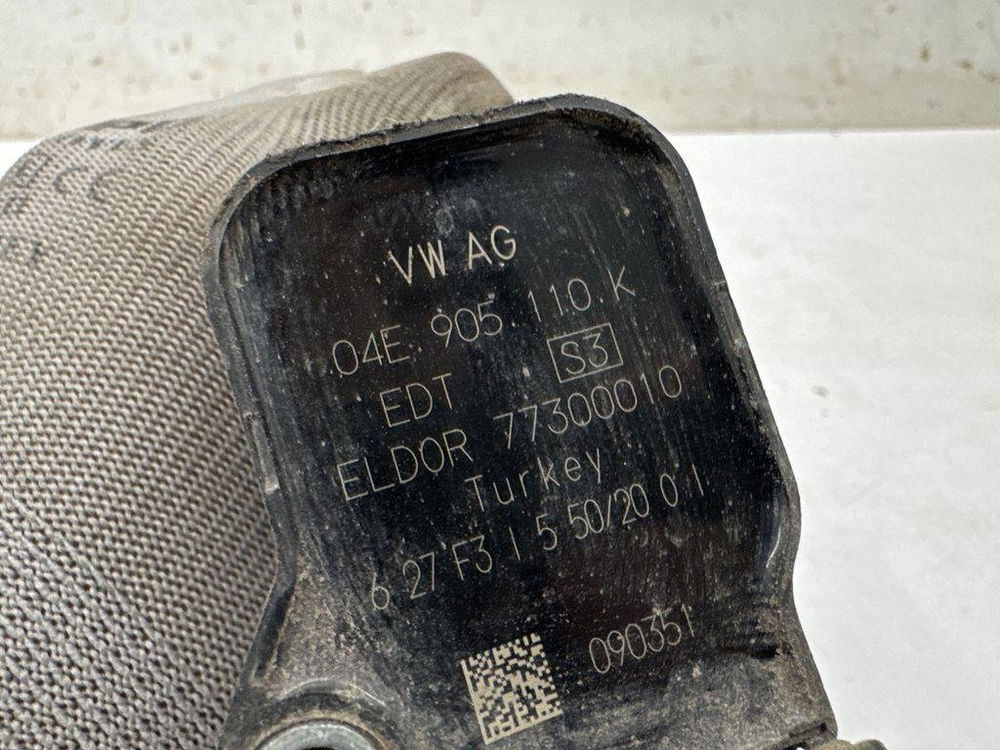 VW AG
04E 905 110 K
EDT S3
ELDOR 77300010
Turkey
6 27 F3 1 5 50/20 0 1
090351